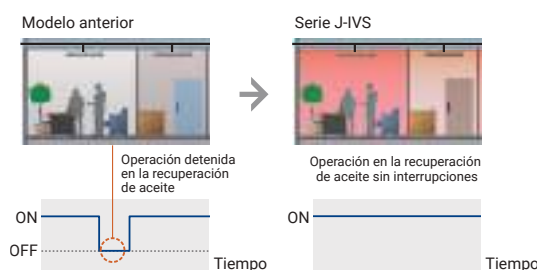 Modelo anterior
Serie J-IVS
Operación detenida
en la recuperación
de aceite
Operación en la recuperación
de aceite sin interrupciones
ON
OFF
Tiempo
ON
Tiempo